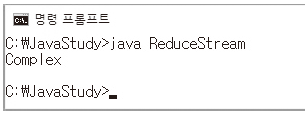 명령 프롬프트
C:₩JavaStudy>java ReduceStream
Complex
C:₩JavaStudy>